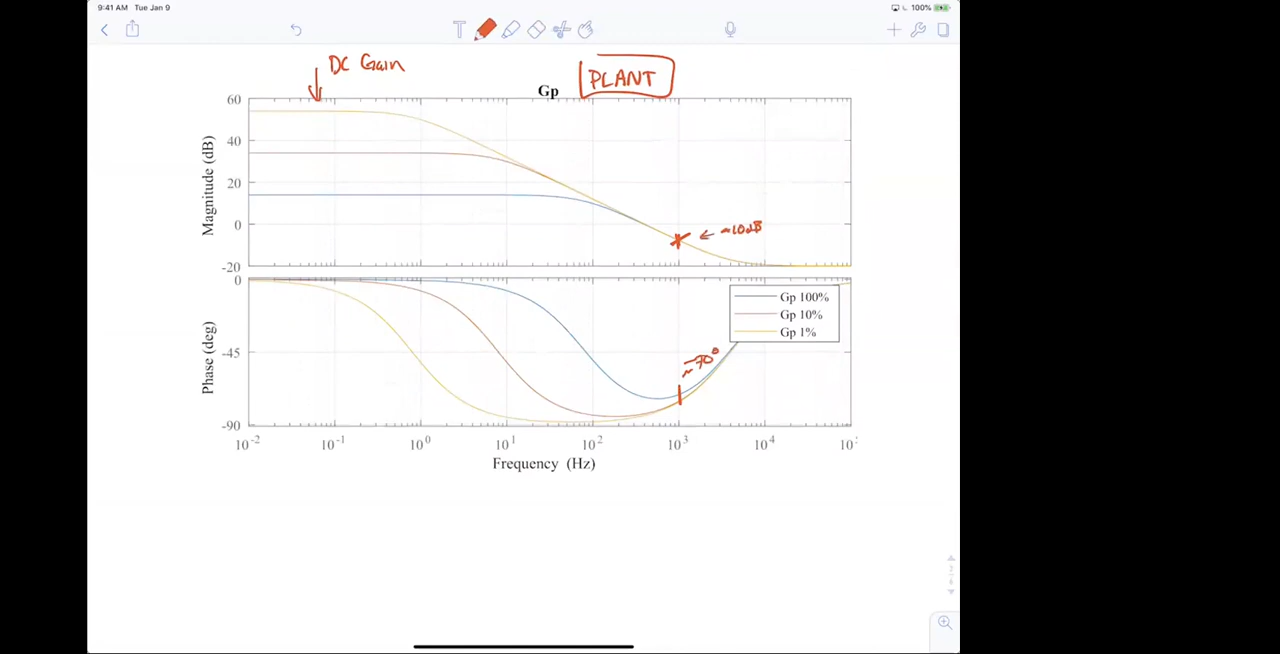 9:41 AM Tue Jan 9
100%
T
DC Gain
Gp
PLANT
60
40
20
0
-20
Magnitude (dB)
~10dB
0
-45
-90
Phase (deg)
Gp 100%
Gp 10%
Gp 1%
~-70°
10-2
10-1
100
101
102
103
104
Frequency (Hz)